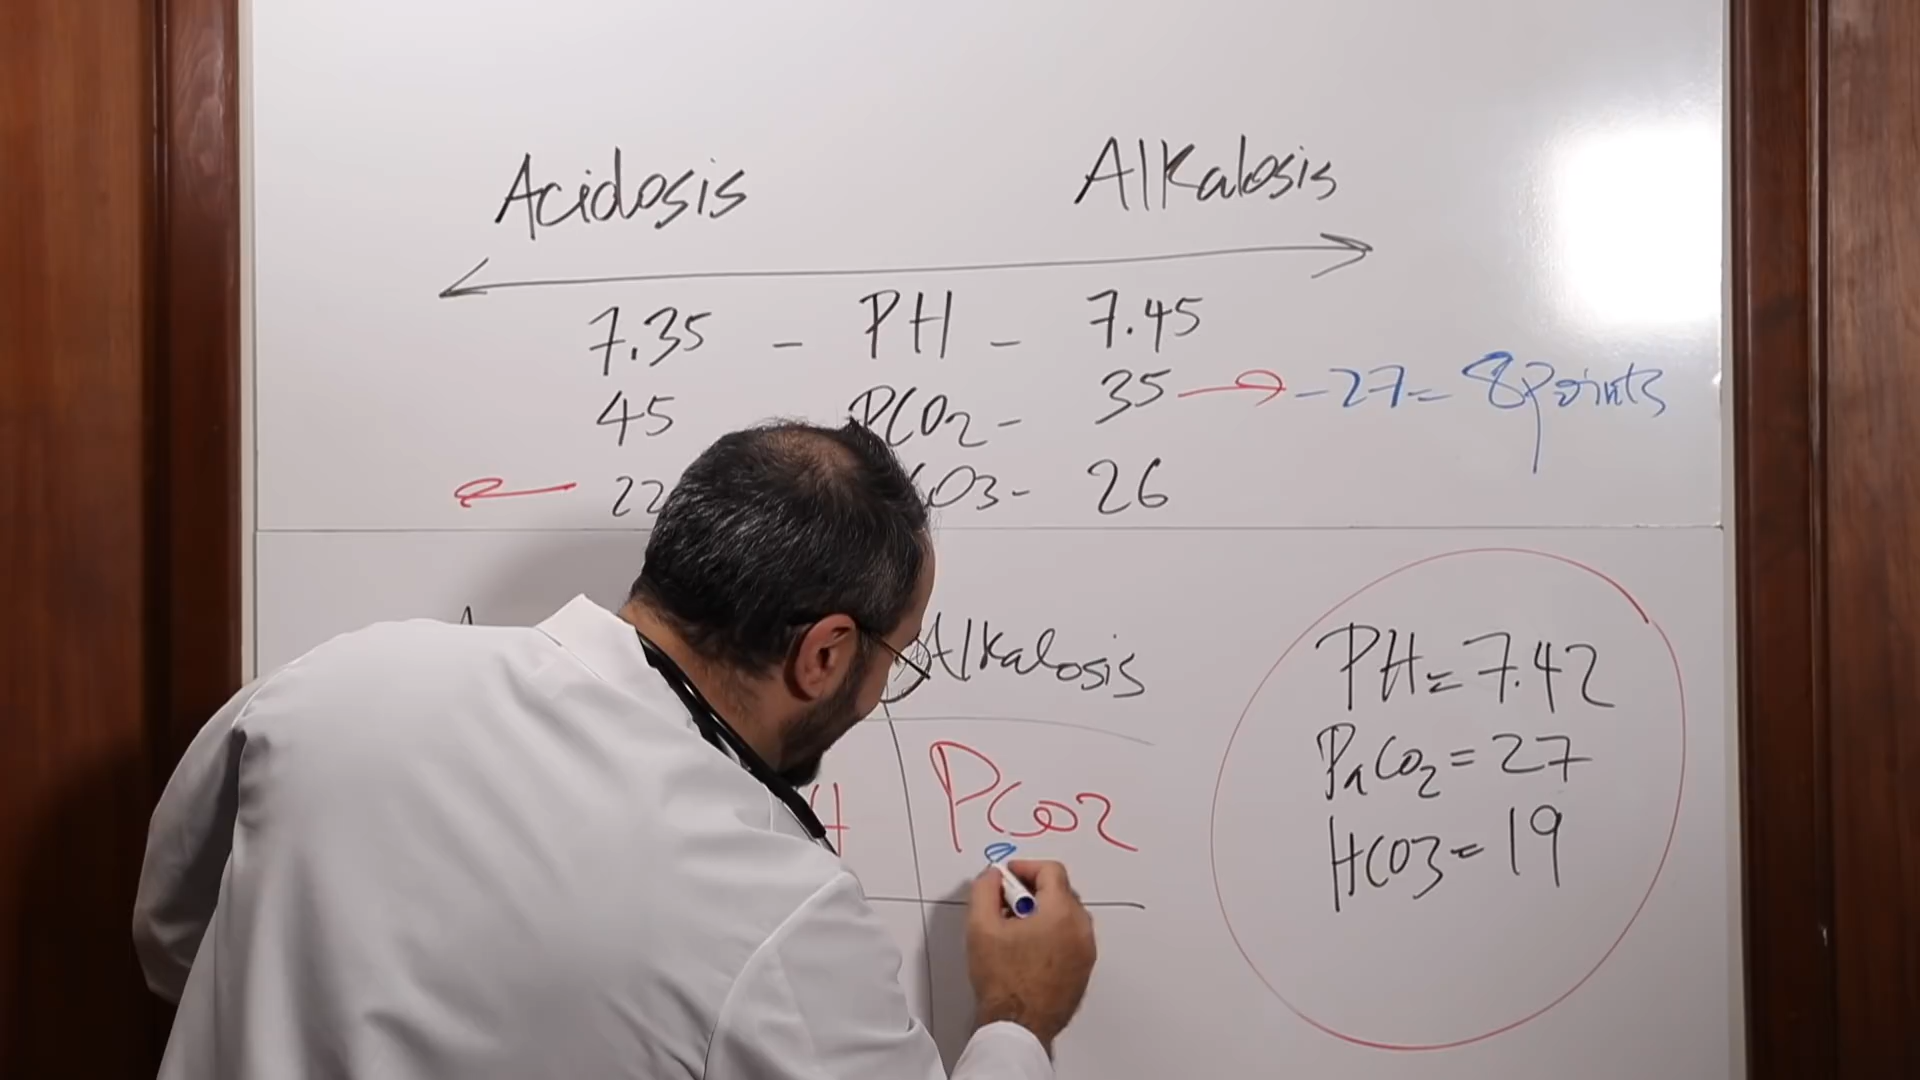 Acidosis Alkalosis
7.35 - PH - 7.45
45 PCO2 - 35 → -27 = 8 points
← 22 CO3 - 26
Alkalosis
PCO2
PH = 7.42
PaCO2 = 27
HCO3 = 19